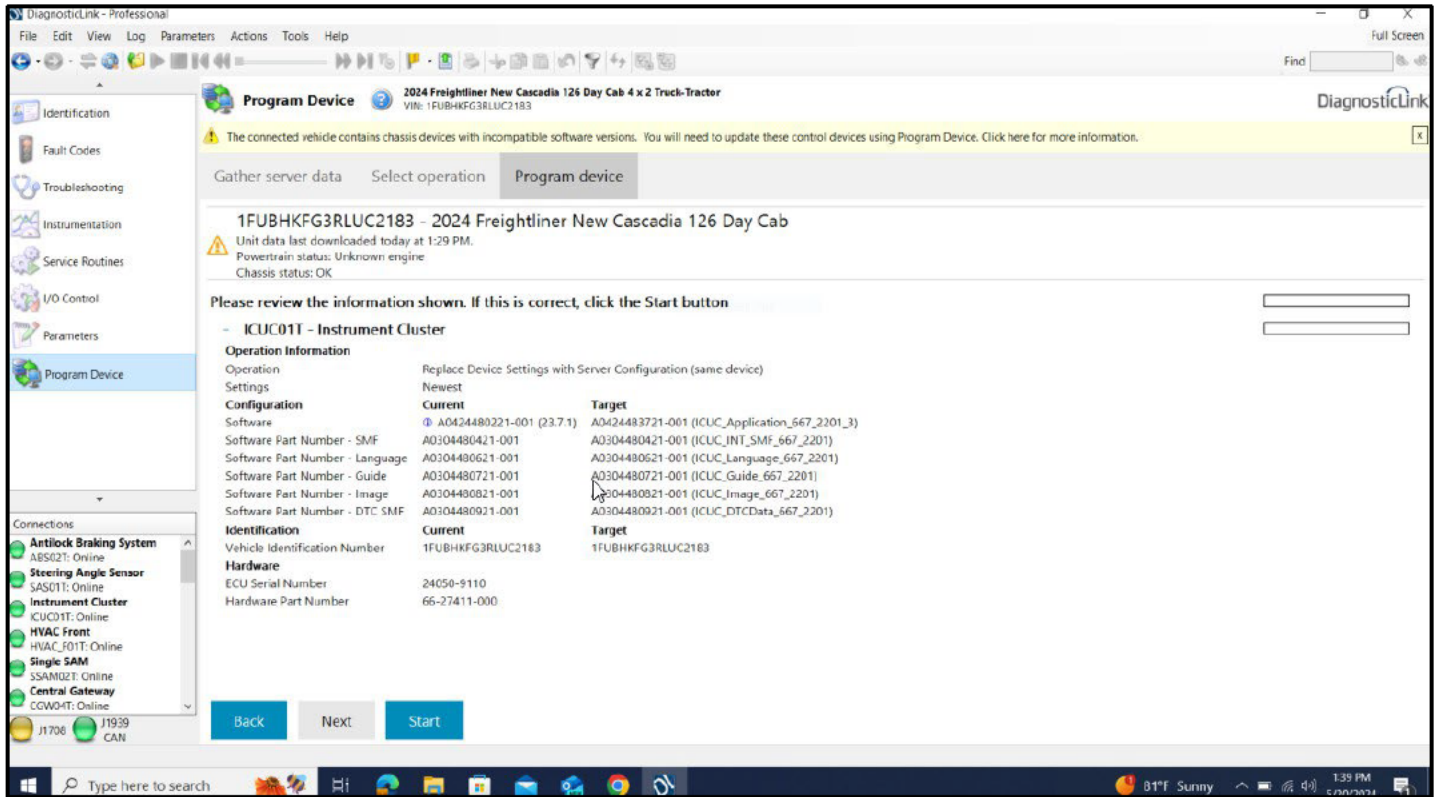 DiagnosticLink - Professional
File Edit View Log Parameters Actions Tools Help Full Screen
Find
Identification
Fault Codes
Troubleshooting
Instrumentation
Service Routines
I/O Control
Parameters
Program Device
Program Device 2024 Freightliner New Cascadia 126 Day Cab 4 x 2 Truck-Tractor
VIN: 1FUBHKFG3RLUC2183
DiagnosticLink
The connected vehicle contains chassis devices with incompatible software versions. You will need to update these control devices using Program Device. Click here for more information. x
Gather server data Select operation Program device
1FUBHKFG3RLUC2183 - 2024 Freightliner New Cascadia 126 Day Cab
Unit data last downloaded today at 1:29 PM.
Powertrain status: Unknown engine
Chassis status: OK
Please review the information shown. If this is correct, click the Start button
- ICUC01T - Instrument Cluster
Operation Information
Operation Replace Device Settings with Server Configuration (same device)
Settings Newest
Configuration Current Target
Software A0424480221-001 (23.7.1) A0424483721-001 (ICUC_Application_667_2201_3)
Software Part Number - SMF A0304480421-001 A0304480421-001 (ICUC_INT_SMF_667_2201)
Software Part Number - Language A0304480621-001 A0304480621-001 (ICUC_Language_667_2201)
Software Part Number - Guide A0304480721-001 A0304480721-001 (ICUC_Guide_667_2201)
Software Part Number - Image A0304480821-001 A0304480821-001 (ICUC_Image_667_2201)
Software Part Number - DTC SMF A0304480921-001 A0304480921-001 (ICUC_DTCData_667_2201)
Identification Current Target
Vehicle Identification Number 1FUBHKFG3RLUC2183 1FUBHKFG3RLUC2183
Hardware
ECU Serial Number 24050-9110
Hardware Part Number 66-27411-000
Back Next Start
Connections
Antilock Braking System
ABS02T: Online
Steering Angle Sensor
SAS01T: Online
Instrument Cluster
ICUC01T: Online
HVAC Front
HVAC_F01T: Online
Single SAM
SSAM02T: Online
Central Gateway
CGW04T: Online
J1708 J1939
CAN
Type here to search
81°F Sunny
1:39 PM
5/20/2024